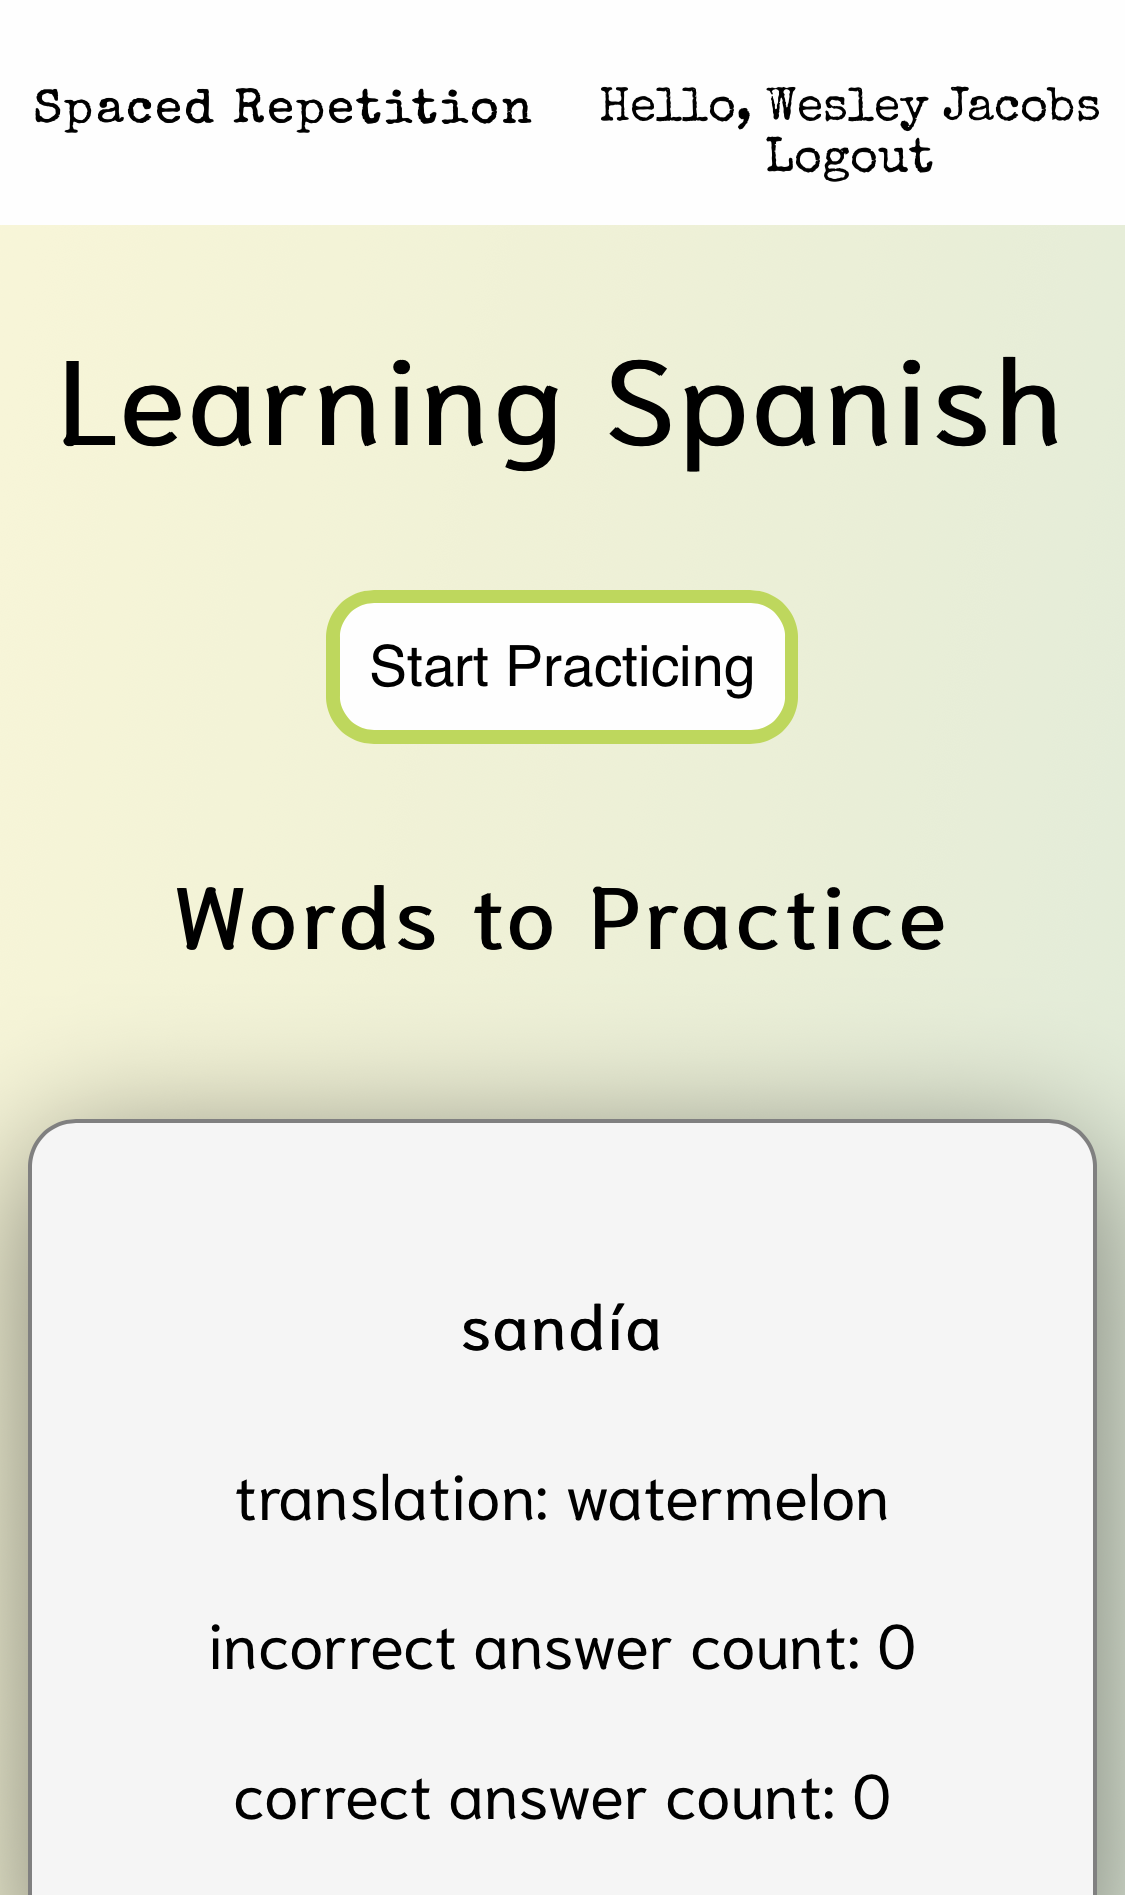 Spaced Repetition
Hello, Wesley Jacobs
Logout
Learning Spanish
Start Practicing
Words to Practice
sandía
translation: watermelon
incorrect answer count: 0
correct answer count: 0